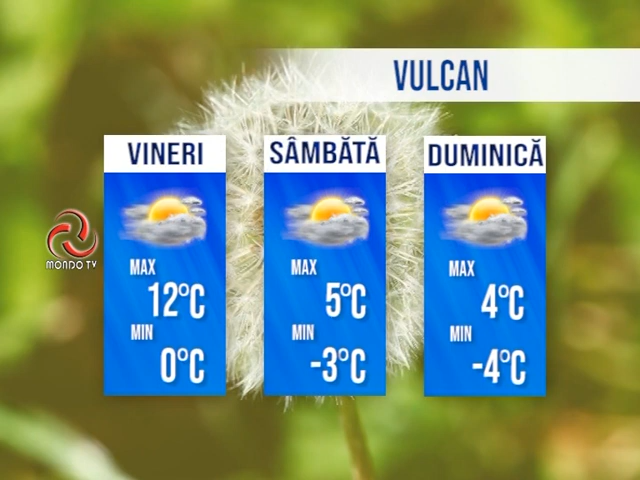 VULCAN
VINERI
MAX
12°C
MIN
0°C
SÂMBĂTĂ
MAX
5°C
MIN
-3°C
DUMINICĂ
MAX
4°C
MIN
-4°C
MONDO TV